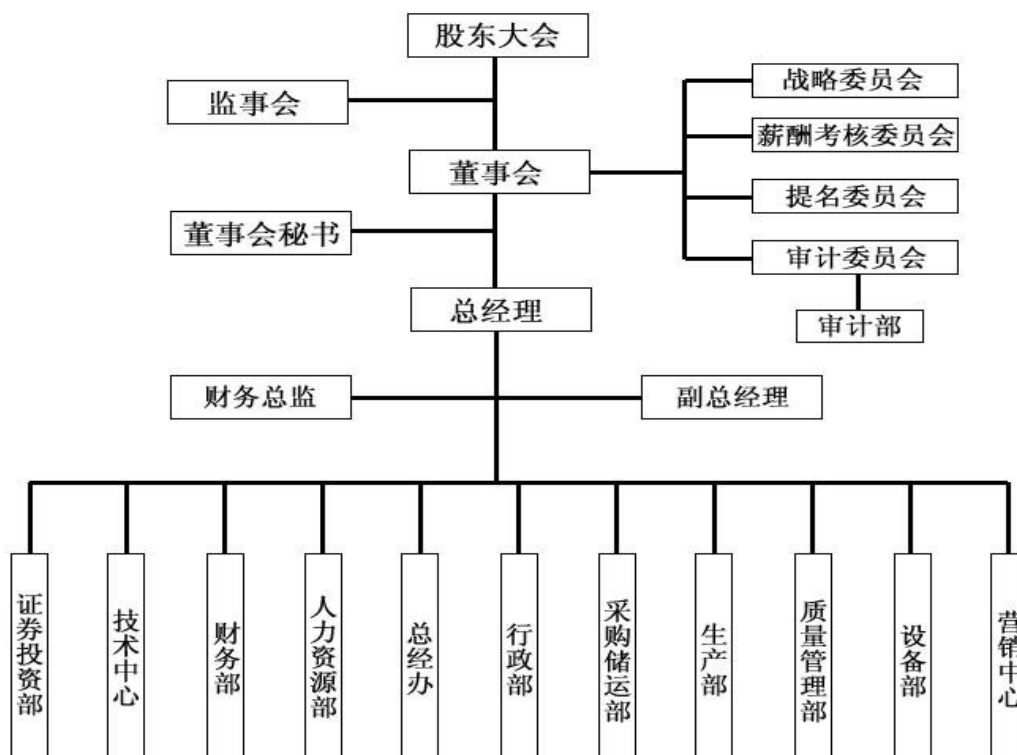 股东大会
监事会
战略委员会
薪酬考核委员会
董事会
提名委员会
董事会秘书
审计委员会
总经理
审计部
财务总监
副总经理
证券投资部
技术中心
财务部
人力资源部
总经办
行政部
采购储运部
生产部
质量管理部
设备部
营销中心